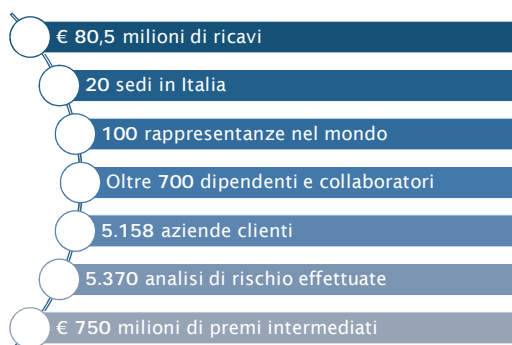 € 80,5 milioni di ricavi
20 sedi in Italia
100 rappresentanze nel mondo
Oltre 700 dipendenti e collaboratori
5.158 aziende clienti
5.370 analisi di rischio effettuate
€ 750 milioni di premi intermediati